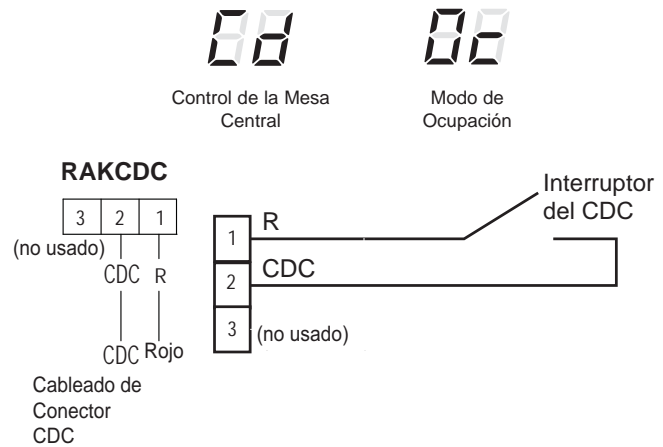 Cd
Oc
Control de la Mesa
Central
Modo de
Ocupación
RAKCDC
3 2 1
(no usado)
CDC R
CDC Rojo
Cableado de
Conector
CDC
1 R
2 CDC
3 (no usado)
Interruptor
del CDC